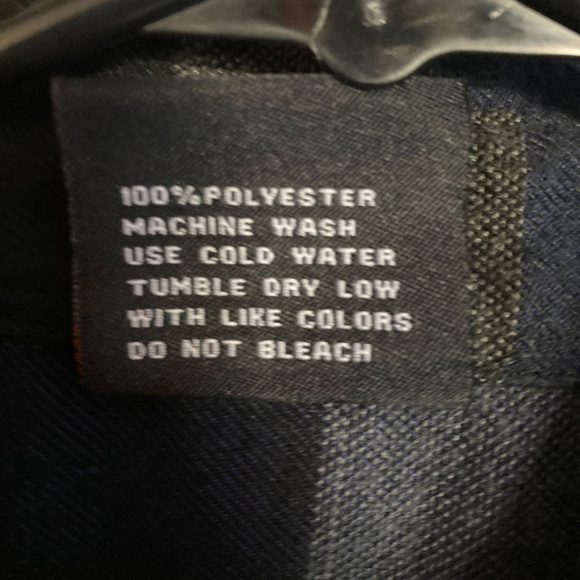 100%POLYESTER
MACHINE WASH
USE COLD WATER
TUMBLE DRY LOW
WITH LIKE COLORS
DO NOT BLEACH